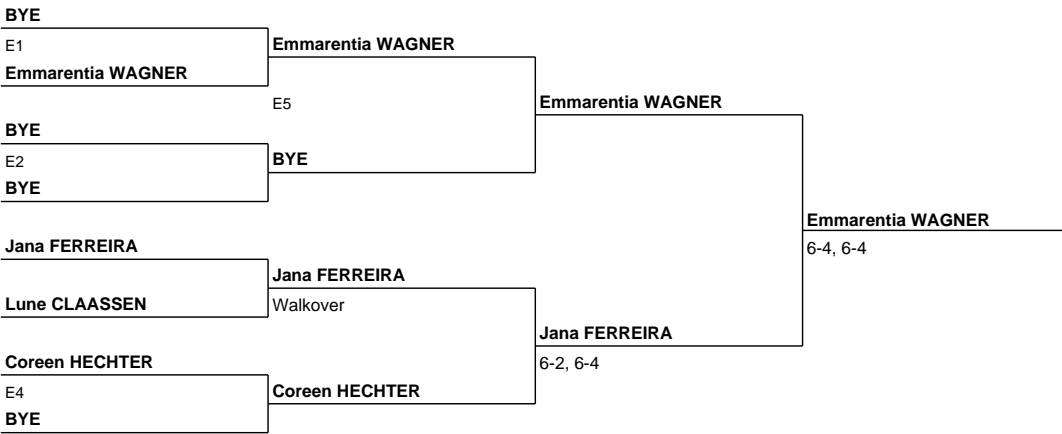 BYE
E1
Emmarentia WAGNER
Emmarentia WAGNER
E5
Emmarentia WAGNER
BYE
E2
BYE
BYE
Emmarentia WAGNER
6-4, 6-4
Jana FERREIRA
Jana FERREIRA
Lune CLAASSEN
Walkover
Jana FERREIRA
6-2, 6-4
Coreen HECHTER
E4
Coreen HECHTER
BYE